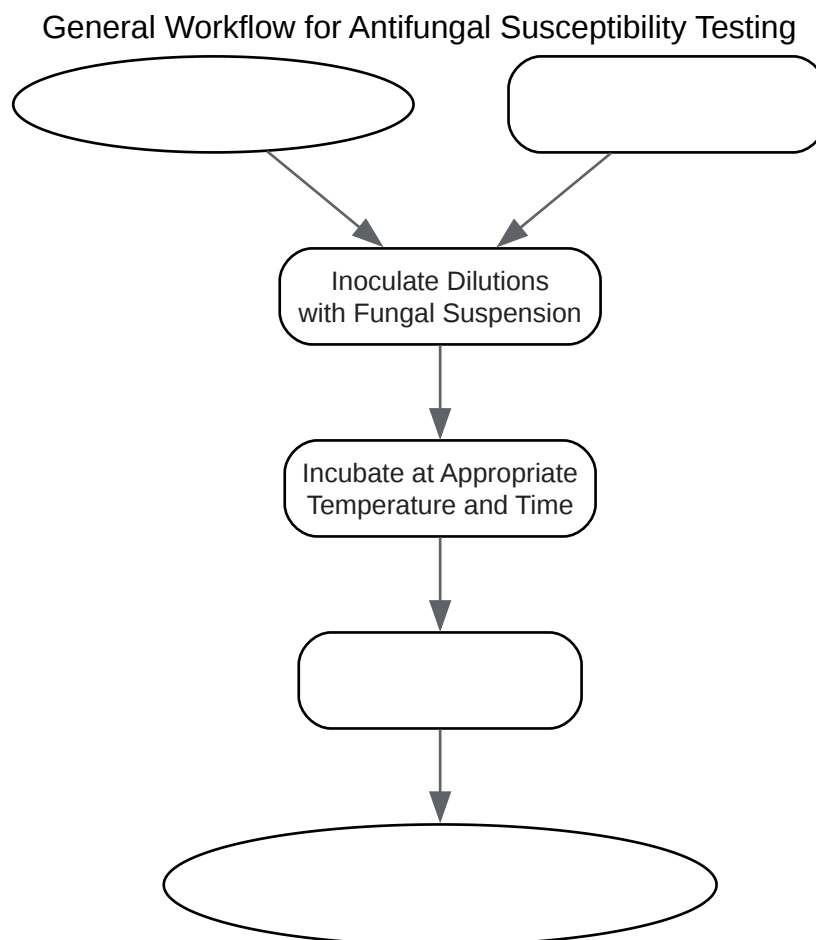 General Workflow for Antifungal Susceptibility Testing
Inoculate Dilutions
with Fungal Suspension
Incubate at Appropriate
Temperature and Time